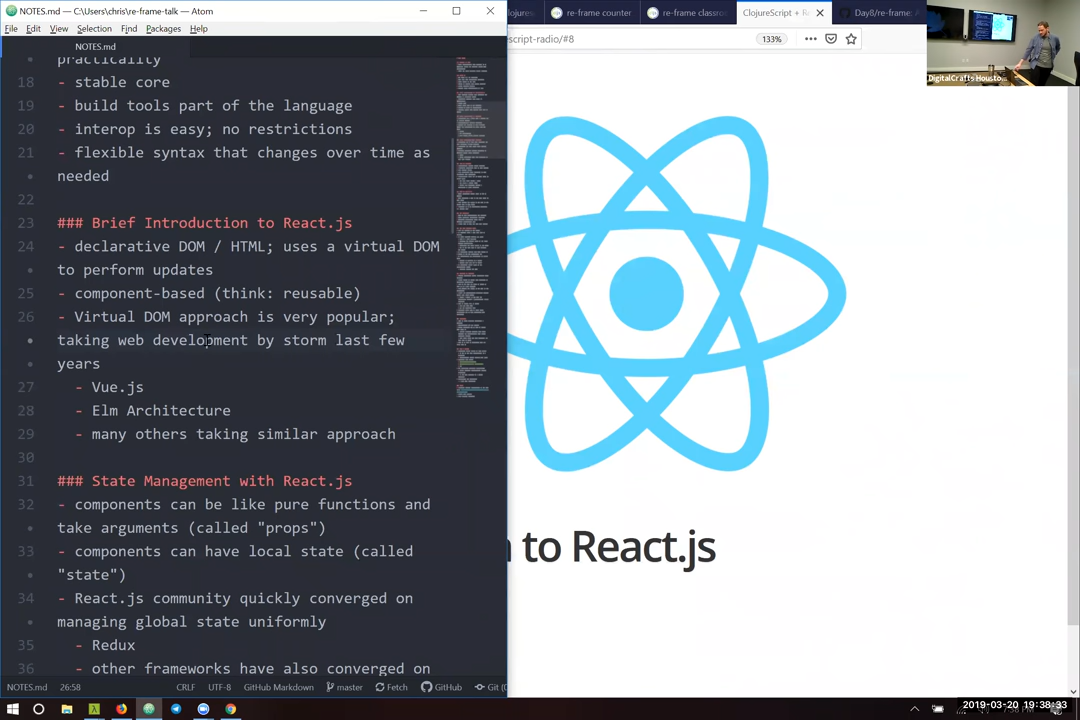 NOTES.md — C:\Users\chris\re-frame-talk — Atom
File Edit View Selection Find Packages Help
NOTES.md
practicality
18 - stable core
19 - build tools part of the language
20 - interop is easy; no restrictions
21 - flexible syntax that changes over time as
needed
22
23 ### Brief Introduction to React.js
24 - declarative DOM / HTML; uses a virtual DOM
to perform updates
25 - component-based (think: reusable)
26 - Virtual DOM approach is very popular;
taking web development by storm last few
years
27 - Vue.js
28 - Elm Architecture
29 - many others taking similar approach
30
31 ### State Management with React.js
32 - components can be like pure functions and
take arguments (called "props")
33 - components can have local state (called
"state")
34 - React.js community quickly converged on
managing global state uniformly
35 - Redux
36 - other frameworks have also converged on
NOTES.md 26:58 CRLF UTF-8 GitHub Markdown master Fetch GitHub Git (0
re-frame counter re-frame classro ClojureScript + R Day8/re-frame:
script-radio/#8 133%
to React.js
DigitalCrafts Housto...
2019-03-20 19:38:33